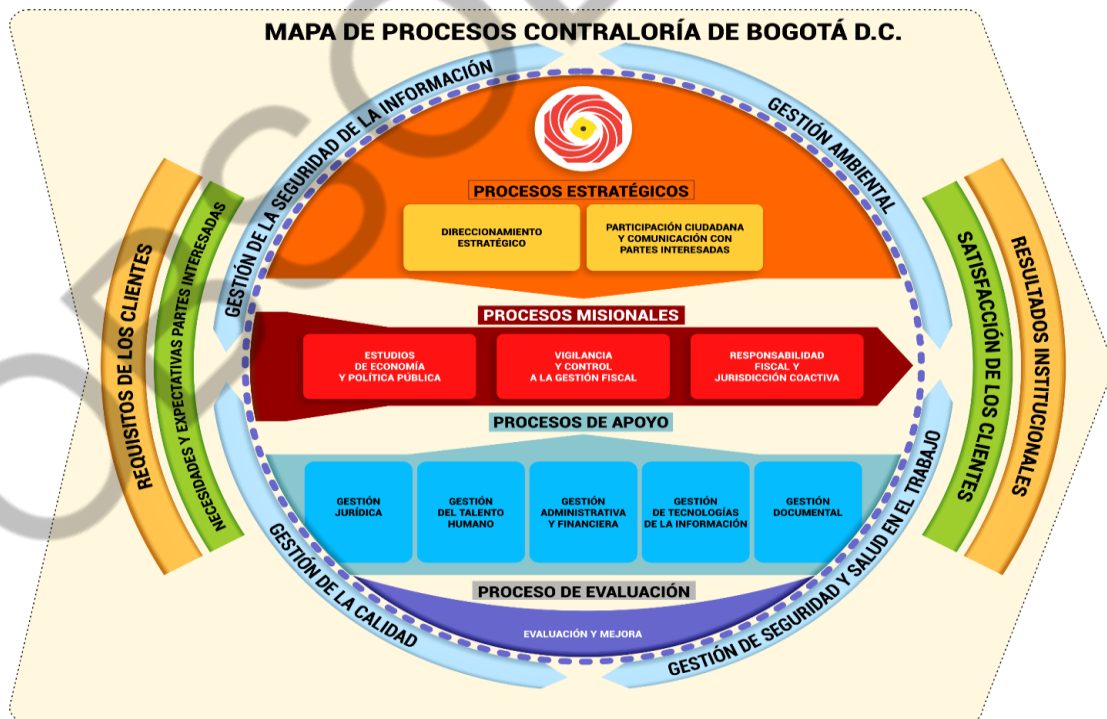 MAPA DE PROCESOS CONTRALORÍA DE BOGOTÁ D.C.
GESTIÓN DE LA SEGURIDAD DE LA INFORMACIÓN
GESTIÓN AMBIENTAL
REQUISITOS DE LOS CLIENTES
NECESIDADES Y EXPECTATIVAS PARTES INTERESADAS
PROCESOS ESTRATÉGICOS
DIRECCIONAMIENTO
ESTRATÉGICO
PARTICIPACIÓN CIUDADANA
Y COMUNICACIÓN CON
PARTES INTERESADAS
PROCESOS MISIONALES
ESTUDIOS
DE ECONOMÍA
Y POLÍTICA PÚBLICA
VIGILANCIA
Y CONTROL
A LA GESTIÓN FISCAL
RESPONSABILIDAD
FISCAL Y
JURISDICCIÓN COACTIVA
PROCESOS DE APOYO
GESTIÓN
JURÍDICA
GESTIÓN
DEL TALENTO
HUMANO
GESTIÓN
ADMINISTRATIVA
Y FINANCIERA
GESTIÓN
DE TECNOLOGÍAS
DE LA INFORMACIÓN
GESTIÓN
DOCUMENTAL
PROCESO DE EVALUACIÓN
EVALUACIÓN Y MEJORA
GESTIÓN DE LA CALIDAD
GESTIÓN DE SEGURIDAD Y SALUD EN EL TRABAJO
SATISFACCIÓN DE LOS CLIENTES
RESULTADOS INSTITUCIONALES